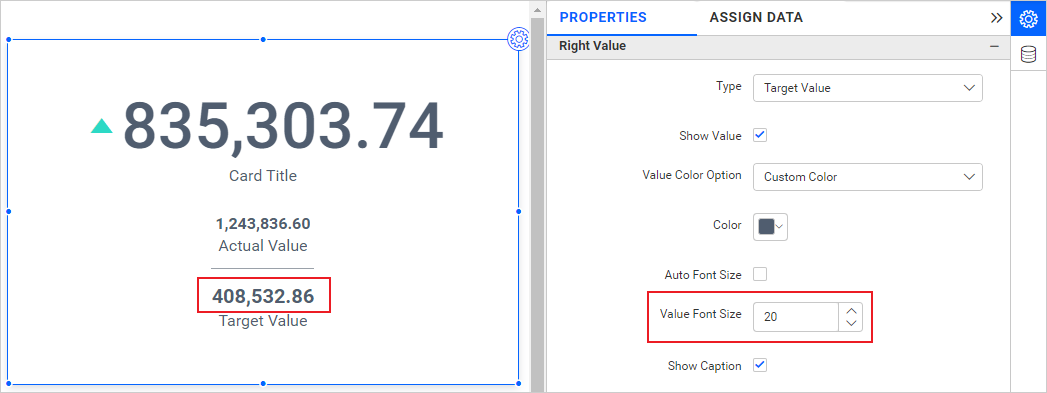 835,303.74
Card Title
1,243,836.60
Actual Value
408,532.86
Target Value
PROPERTIES
ASSIGN DATA
Right Value
Type
Target Value
Show Value
Value Color Option
Custom Color
Color
Auto Font Size
Value Font Size
20
Show Caption